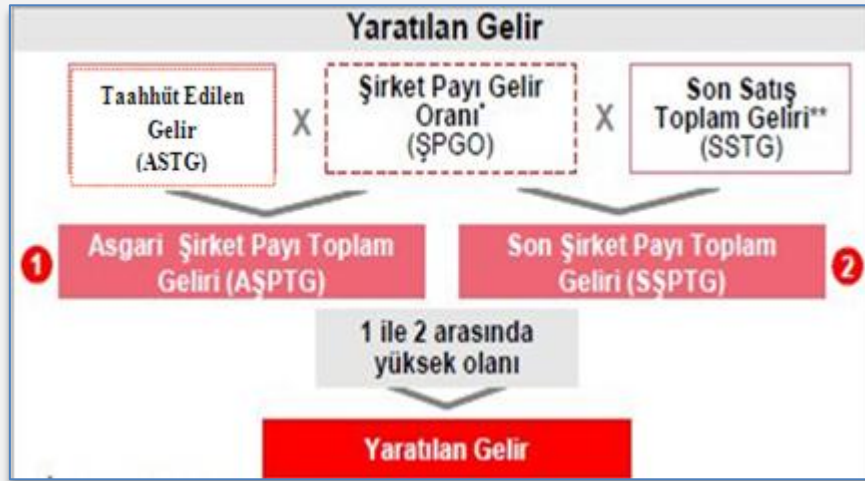 Yaratılan Gelir
Taahhüt Edilen
Gelir
(ASTG)
X
Şirket Payı Gelir
Oranı*
(ŞPGO)
X
Son Satış
Toplam Geliri**
(SSTG)
1
Asgari Şirket Payı Toplam
Geliri (AŞPTG)
Son Şirket Payı Toplam
Geliri (SŞPTG)
2
1 ile 2 arasında
yüksek olanı
Yaratılan Gelir